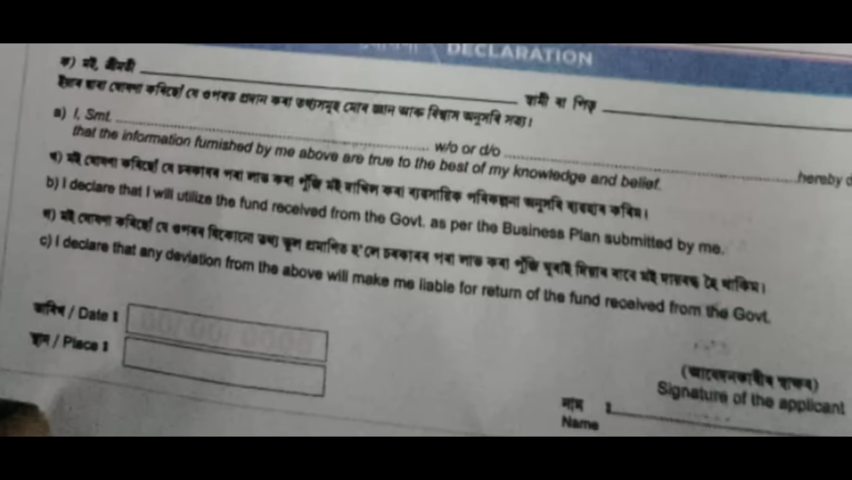 DECLARATION
ক) মই, শ্ৰীমতী ______ স্বামী বা পিতৃ ______
ইয়াৰ দ্বাৰা ঘোষণা কৰিছোঁ যে ওপৰত প্ৰদান কৰা তথ্যসমূহ মোৰ জ্ঞান আৰু বিশ্বাস অনুসৰি সত্য।
a) I, Smt. ............ w/o or d/o ............ hereby d
that the information furnished by me above are true to the best of my knowledge and belief.
খ) মই ঘোষণা কৰিছোঁ যে চৰকাৰৰ পৰা লাভ কৰা পুঁজি মই দাখিল কৰা ব্যৱসায়িক পৰিকল্পনা অনুসৰি ব্যৱহাৰ কৰিম।
b) I declare that I will utilize the fund received from the Govt. as per the Business Plan submitted by me.
গ) মই ঘোষণা কৰিছোঁ যে ওপৰৰ যিকোনো তথ্য ভুল প্ৰমাণিত হ'লে চৰকাৰৰ পৰা লাভ কৰা পুঁজি ঘূৰাই দিয়াৰ বাবে মই দায়বদ্ধ হৈ থাকিম।
c) I declare that any deviation from the above will make me liable for return of the fund received from the Govt.
তাৰিখ / Date :
স্থান / Place :
(আবেদনকাৰীৰ স্বাক্ষৰ)
Signature of the applicant
নাম :
Name